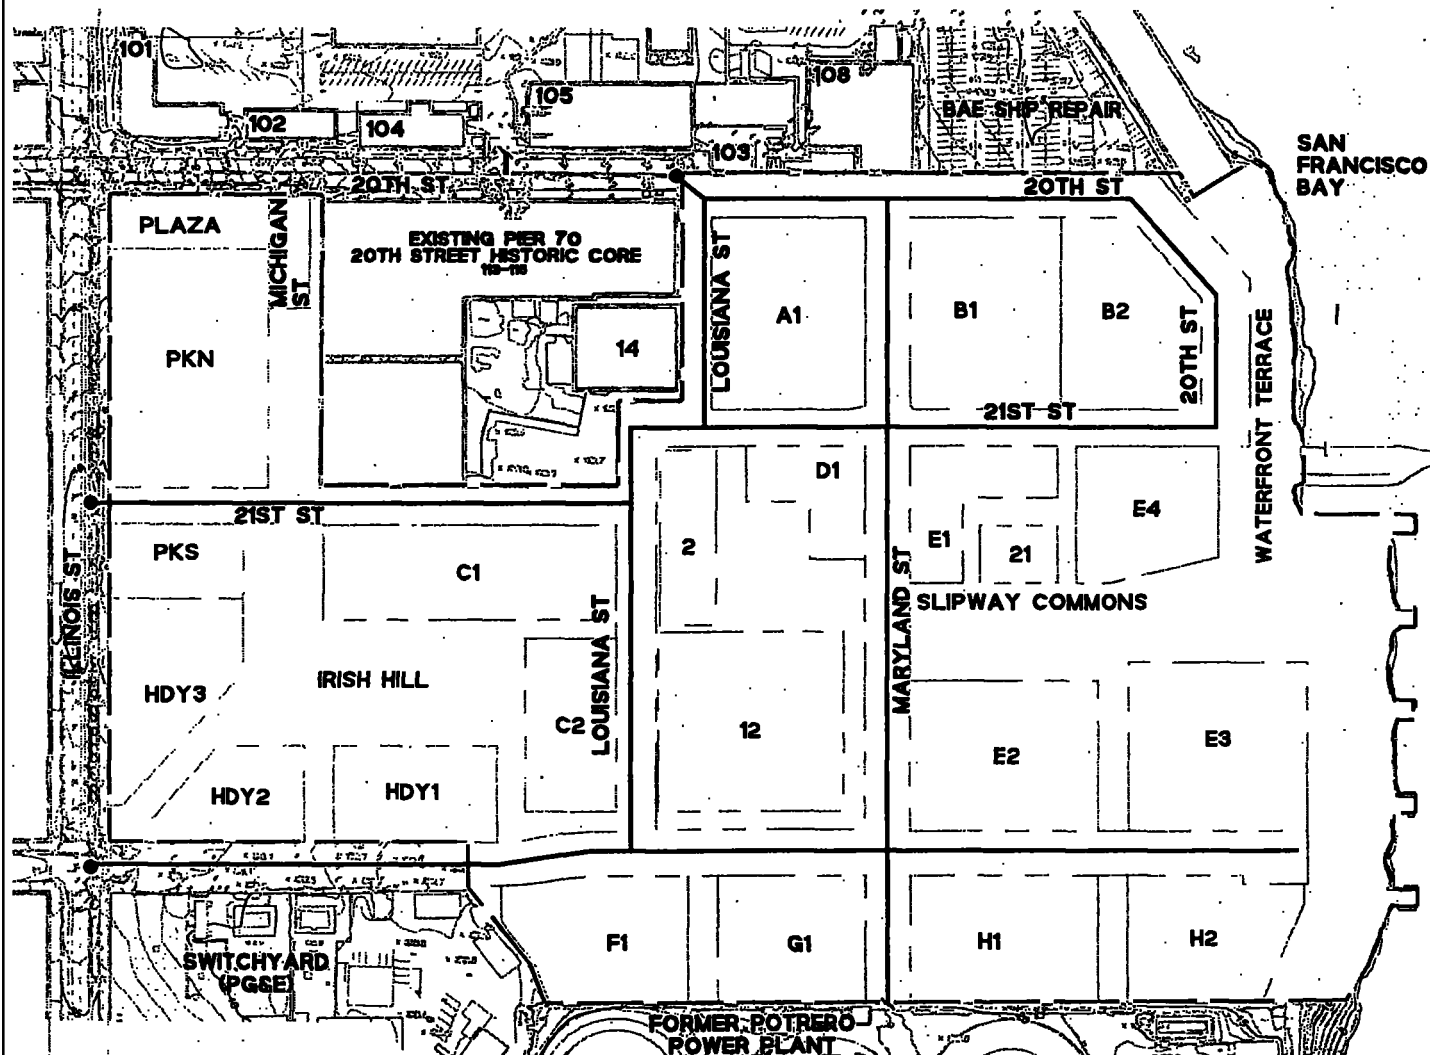 101
108
105
BAE SHIP REPAIR
102
104
SAN
FRANCISCO
BAY
103
20TH ST
20TH ST
PLAZA
MICHIGAN
ST
EXISTING PIER 70
20TH STREET HISTORIC CORE
113-116
LOUISIANA ST
A1
B1
B2
20TH ST
WATERFRONT TERRACE
14
PKN
21ST ST
D1
21ST ST
E4
PKS
2
E1
21
C1
ILLINOIS ST
MARYLAND ST
SLIPWAY COMMONS
LOUISIANA ST
IRISH HILL
HDY3
C2
12
E2
E3
HDY2
HDY1
F1
G1
H1
H2
SWITCHYARD
(PG&E)
FORMER POTRERO
POWER PLANT